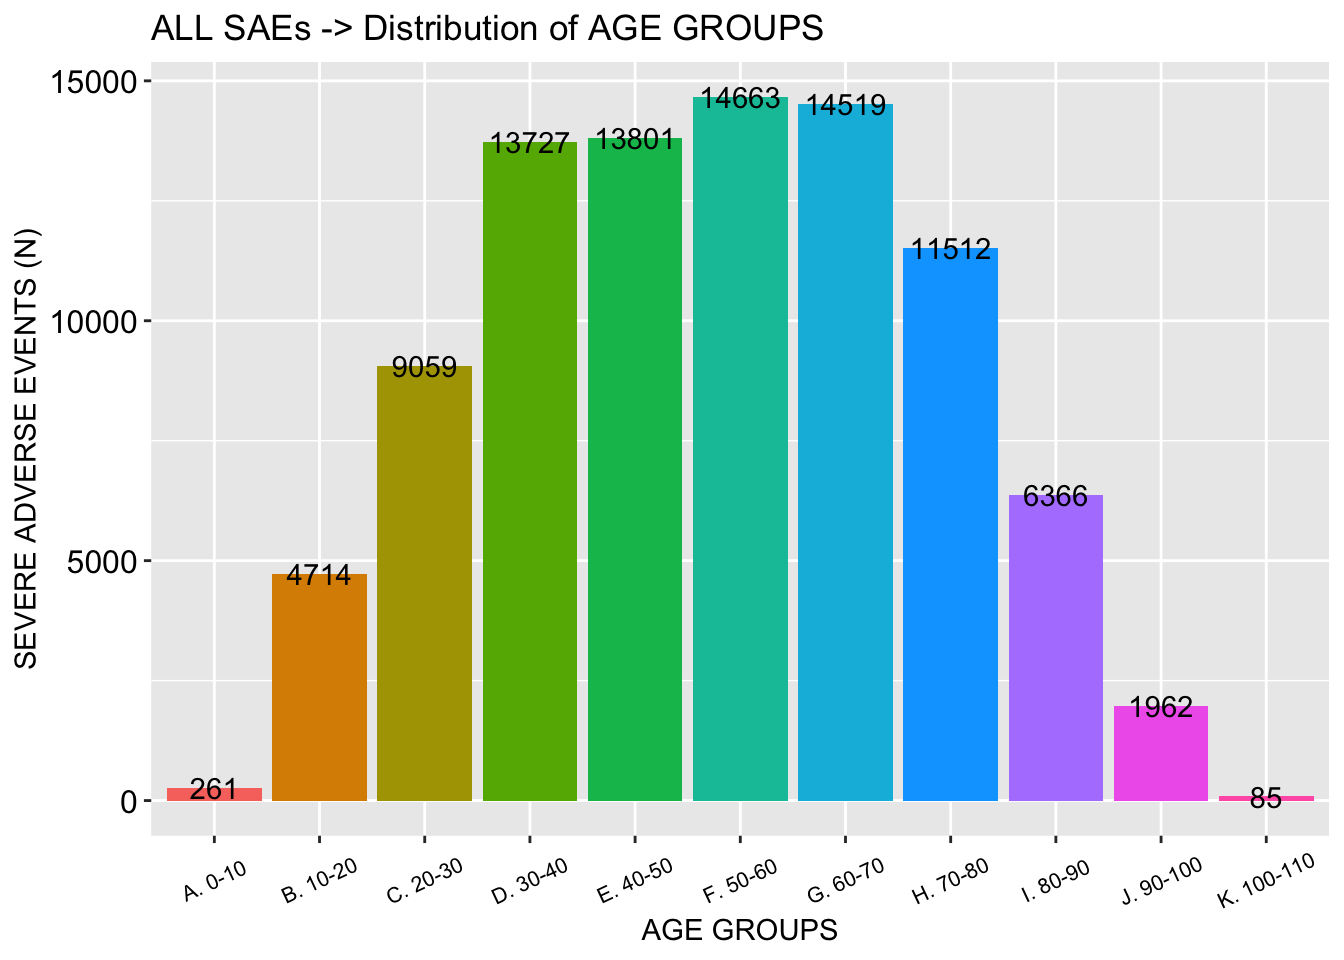 ALL SAEs -> Distribution of AGE GROUPS
SEVERE ADVERSE EVENTS (N)
15000
10000
5000
0
261
4714
9059
13727
13801
14663
14519
11512
6366
1962
85
A. 0-10
B. 10-20
C. 20-30
D. 30-40
E. 40-50
F. 50-60
G. 60-70
H. 70-80
I. 80-90
J. 90-100
K. 100-110
AGE GROUPS